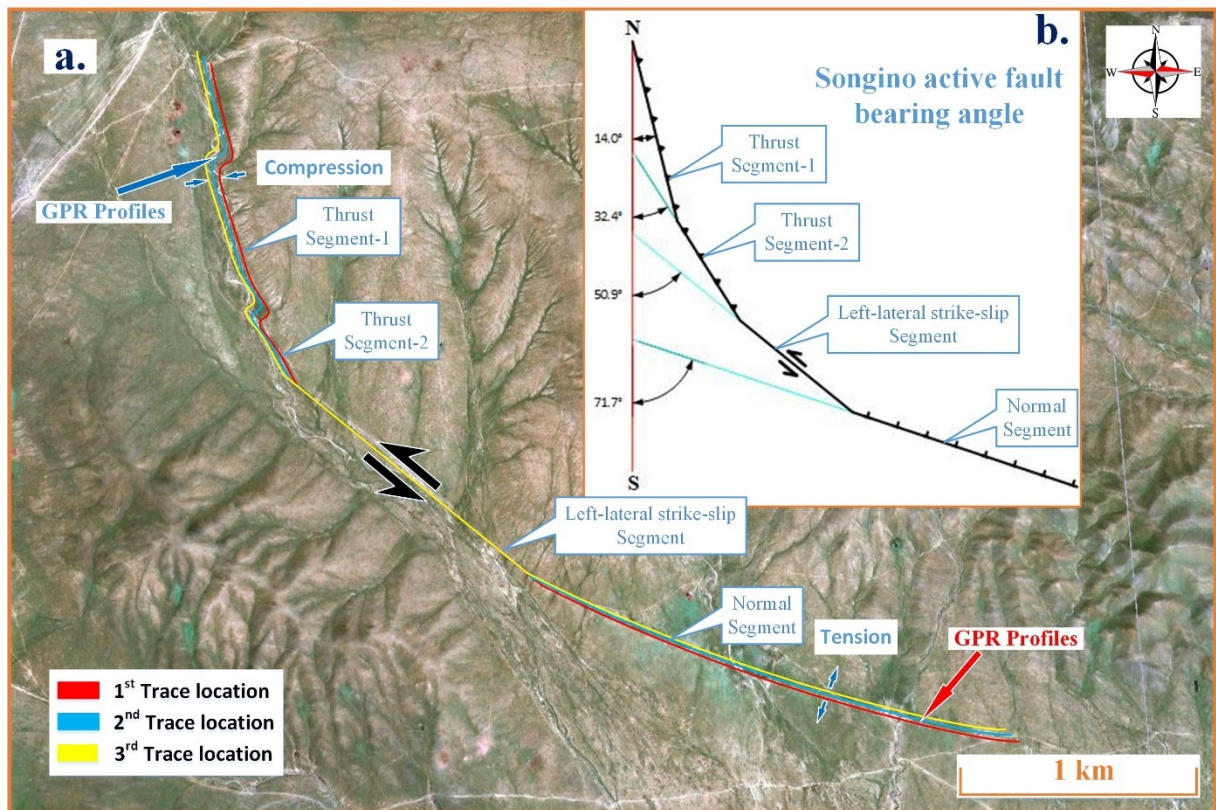 a.
GPR Profiles
Compression
Thrust
Segment-1
Thrust
Segment-2
Left-lateral strike-slip
Segment
Normal
Segment
Tension
GPR Profiles
1st Trace location
2nd Trace location
3rd Trace location
1 km
b.
Songino active fault
bearing angle
N
14.0°
32.4°
50.9°
71.7°
S
Thrust
Segment-1
Thrust
Segment-2
Left-lateral strike-slip
Segment
Normal
Segment
N
W
E
S